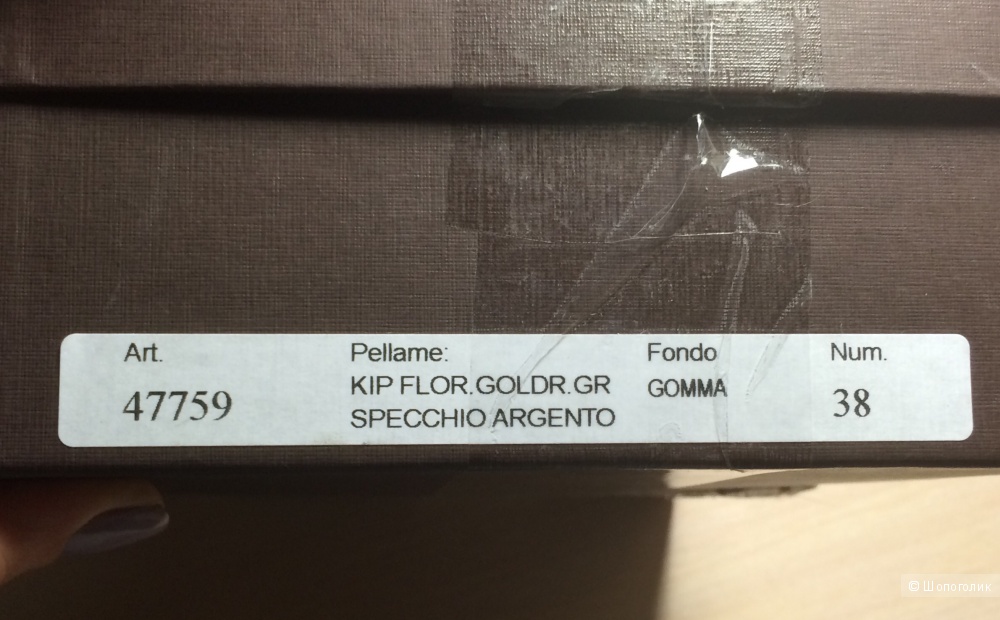 Art. Pellame: Fondo Num.
KIP FLOR.GOLDR.GR GOMMA
47759 SPECCHIO ARGENTO 38
© Шопоголик